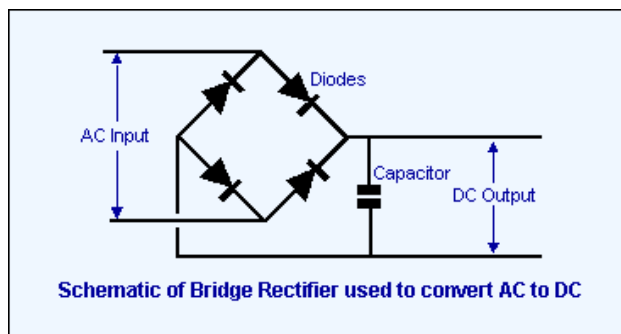 Diodes
AC Input
Capacitor
DC Output
Schematic of Bridge Rectifier used to convert AC to DC